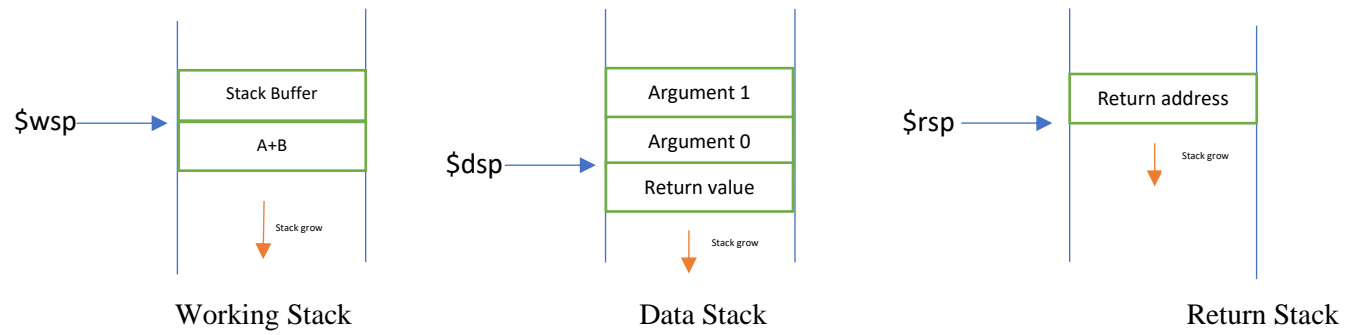 $wsp
Stack Buffer
A+B
Stack grow
Working Stack
$dsp
Argument 1
Argument 0
Return value
Stack grow
Data Stack
$rsp
Return address
Stack grow
Return Stack